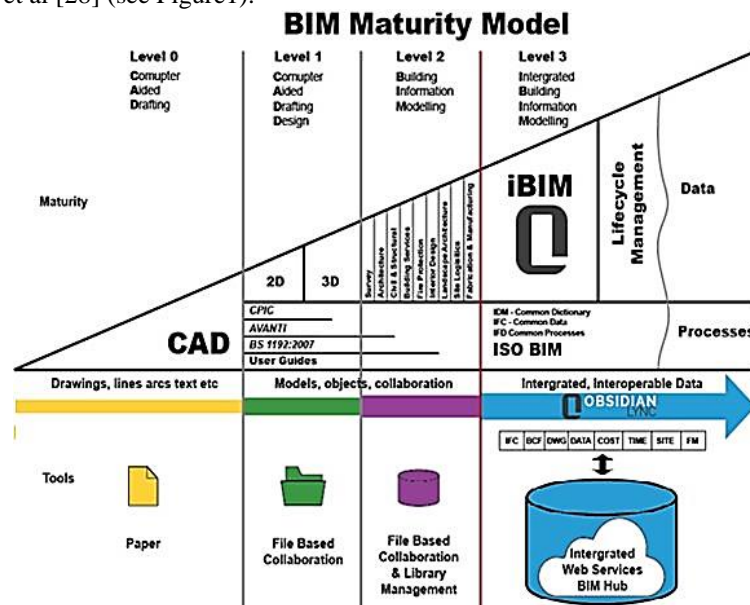 et al [28] (see Figure1).
BIM Maturity Model
Level 0
Comupter
Aided
Drafting
Level 1
Comupter
Aided
Drafting
Design
Level 2
Building
Information
Modelling
Level 3
Intergrated
Building
Information
Modelling
Maturity
2D
3D
Survey
Architecture
Civil & Structural
Building Services
Fire Protection
Interior Design
Landscape Architecture
Site Logistics
Fabrication & Manufacturing
iBIM
Lifecycle
Management
Data
CAD
CPIC
AVANTI
BS 1192:2007
User Guides
IDM - Common Dictionary
IFC - Common Data
IFD Common Processes
ISO BIM
Processes
Drawings, lines arcs text etc
Models, objects, collaboration
Intergrated, Interoperable Data
OBSIDIAN
LYNC
IFC BCF DWG DATA COST TIME SITE FM
Tools
Paper
File Based
Collaboration
File Based
Collaboration
& Library
Management
Intergrated
Web Services
BIM Hub